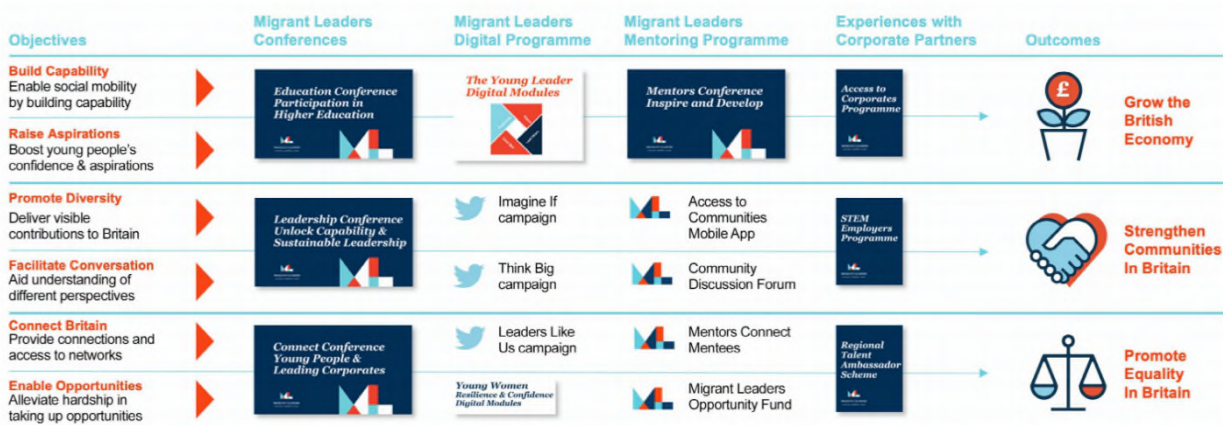 Objectives
Migrant Leaders
Conferences
Migrant Leaders
Digital Programme
Migrant Leaders
Mentoring Programme
Experiences with
Corporate Partners
Outcomes
Build Capability
Enable social mobility
by building capability
Raise Aspirations
Boost young people's
confidence & aspirations
Education Conference
Participation in
Higher Education
The Young Leader
Digital Modules
Mentors Conference
Inspire and Develop
Access to
Corporates
Programme
£
Grow the
British
Economy
Promote Diversity
Deliver visible
contributions to Britain
Facilitate Conversation
Aid understanding of
different perspectives
Leadership Conference
Unlock Capability &
Sustainable Leadership
Imagine If
campaign
Think Big
campaign
Access to
Communities
Mobile App
Community
Discussion Forum
STEM
Employers
Programme
Strengthen
Communities
In Britain
Connect Britain
Provide connections and
access to networks
Enable Opportunities
Alleviate hardship in
taking up opportunities
Connect Conference
Young People &
Leading Corporates
Leaders Like
Us campaign
Young Women
Resilience & Confidence
Digital Modules
Mentors Connect
Mentees
Migrant Leaders
Opportunity Fund
Regional
Talent
Ambassador
Scheme
Promote
Equality
In Britain